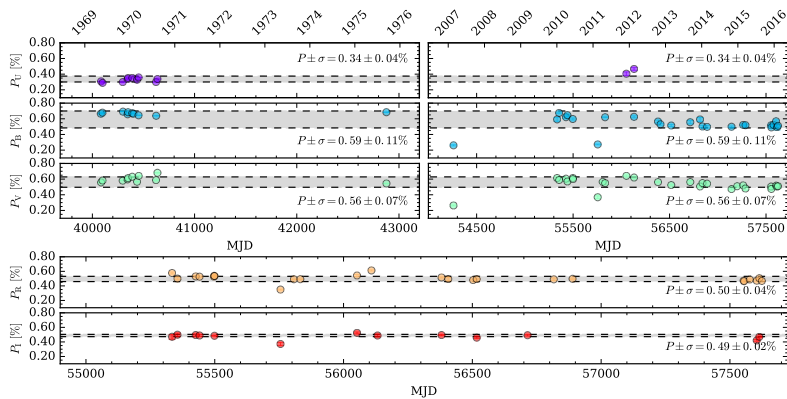 1969 1970 1971 1972 1973 1974 1975 1976 2007 2008 2009 2010 2011 2012 2013 2014 2015 2016
P_U [%] 0.80 0.60 0.40 0.20 P ± σ = 0.34 ± 0.04% P ± σ = 0.34 ± 0.04%
P_B [%] 0.80 0.60 0.40 0.20 P ± σ = 0.59 ± 0.11% P ± σ = 0.59 ± 0.11%
P_V [%] 0.80 0.60 0.40 0.20 P ± σ = 0.56 ± 0.07% P ± σ = 0.56 ± 0.07%
40000 41000 42000 43000 54500 55500 56500 57500
MJD MJD
P_R [%] 0.80 0.60 0.40 0.20 P ± σ = 0.50 ± 0.04%
P_I [%] 0.80 0.60 0.40 0.20 P ± σ = 0.49 ± 0.02%
55000 55500 56000 56500 57000 57500
MJD